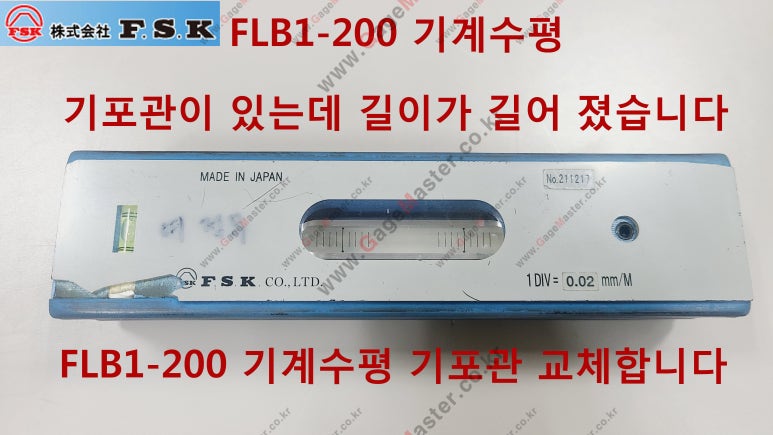 FSK 株式会社 F.S.K FLB1-200 기계수평
기포관이 있는데 길이가 길어 졌습니다
MADE IN JAPAN
No.211217
FSK F.S.K. CO.,LTD.
1 DIV = 0.02 mm/M
FLB1-200 기계수평 기포관 교체합니다
www.GageMaster.co.kr